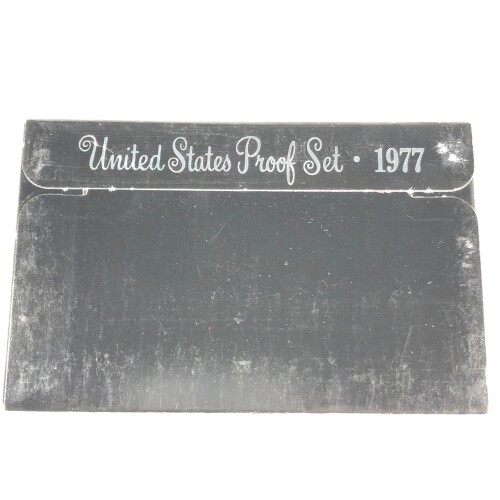 United States Proof Set • 1977